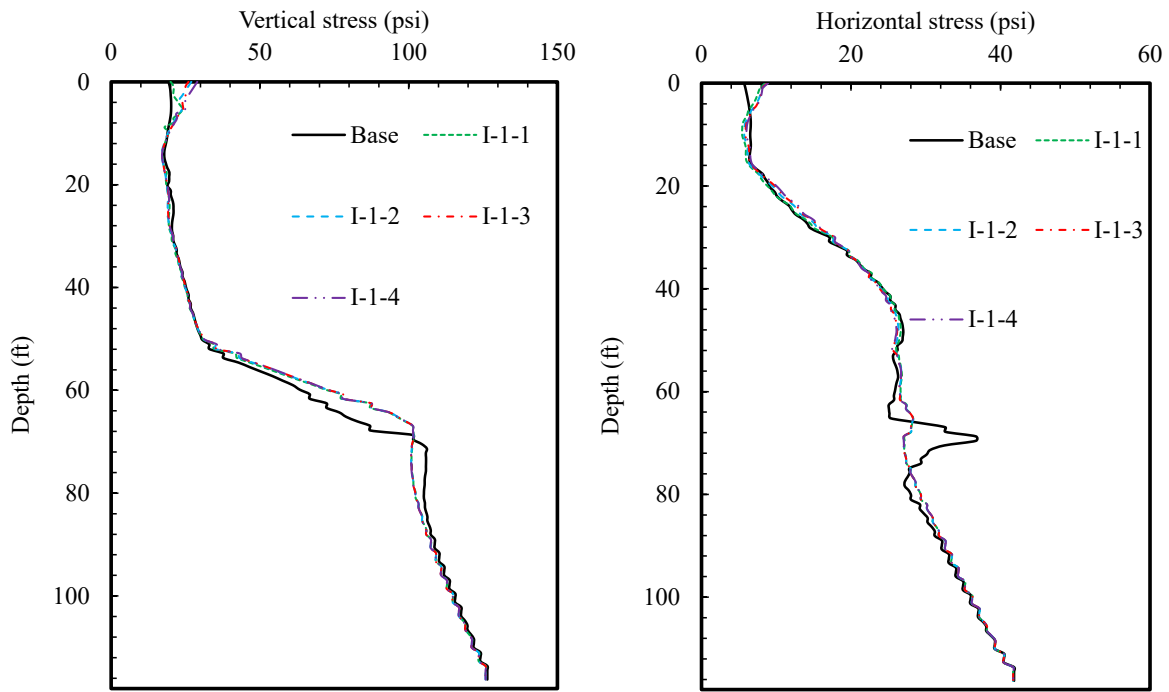 Vertical stress (psi)
0 50 100 150
0
20
40
60
80
100
Depth (ft)
Base I-1-1
I-1-2 I-1-3
I-1-4
Horizontal stress (psi)
0 20 40 60
0
20
40
60
80
100
Depth (ft)
Base I-1-1
I-1-2 I-1-3
I-1-4